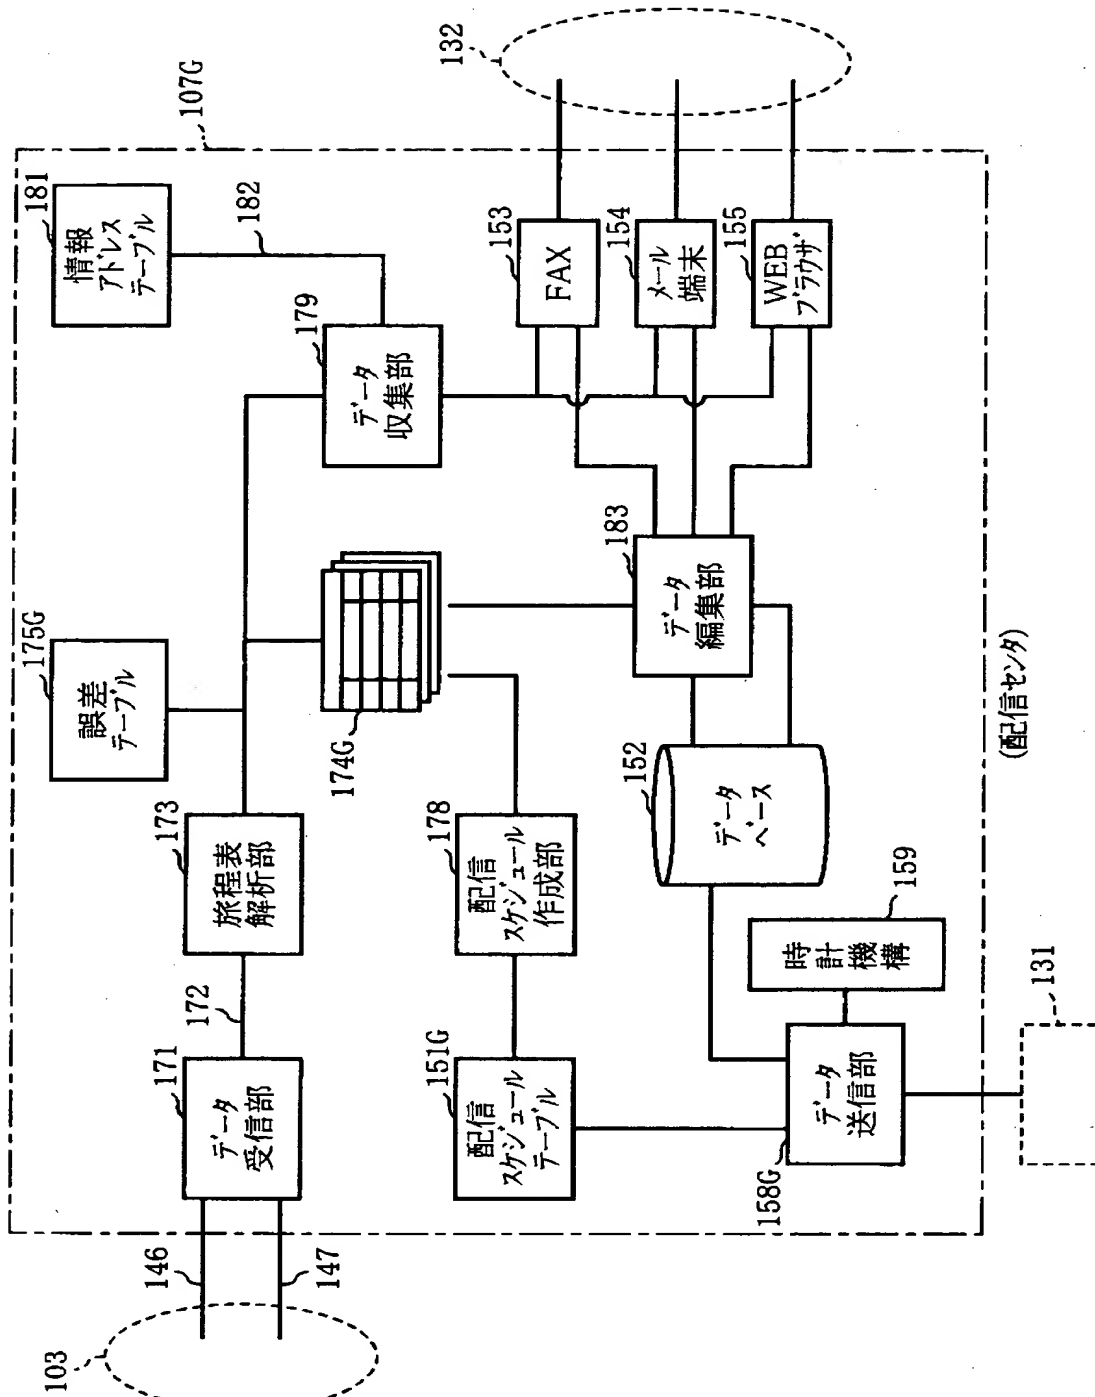 103
146
147
171
データ
受信部
172
173
旅程表
解析部
175G
誤差
テーブル
181
情報
アドレス
テーブル
182
107G
179
データ
収集部
174G
151G
配信
スケジュール
テーブル
178
配信
スケジュール
作成部
153
FAX
154
メール
端末
155
WEB
ブラウザ
132
183
データ
編集部
152
データ
ベース
159
時計機構
158G
データ
送信部
131
(配信センタ)